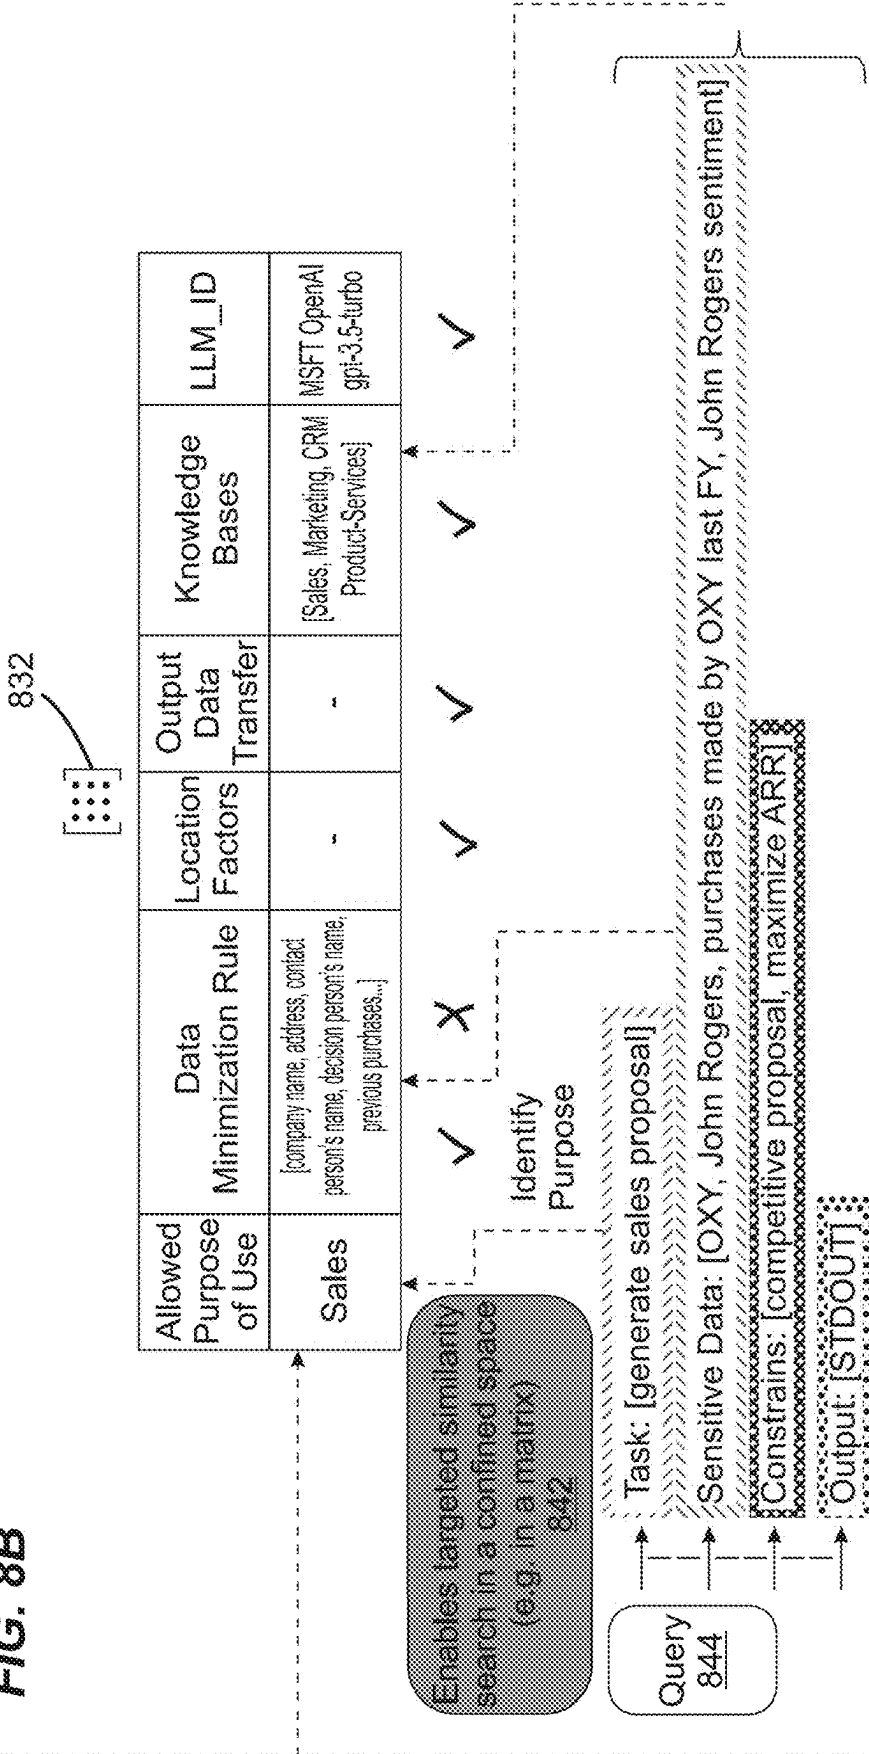 FIG. 8B
832
Allowed
Purpose
of Use
Data
Minimization Rule
Location
Factors
Output
Data
Transfer
Knowledge
Bases
LLM_ID
Sales
[company name, address, contact
person's name, decision person's name,
previous purchases...]
-
-
[Sales, Marketing, CRM
Product-Services]
MSFT OpenAI
gpi-3.5-turbo
✓
X
✓
✓
✓
✓
Enables targeted similarity
search in a confined space
(e.g. in a matrix)
842
Identify
Purpose
Query
844
Task: [generate sales proposal]
Sensitive Data: [OXY, John Rogers, purchases made by OXY last FY, John Rogers sentiment]
Constrains: [competitive proposal, maximize ARR]
Output: [STDOUT]